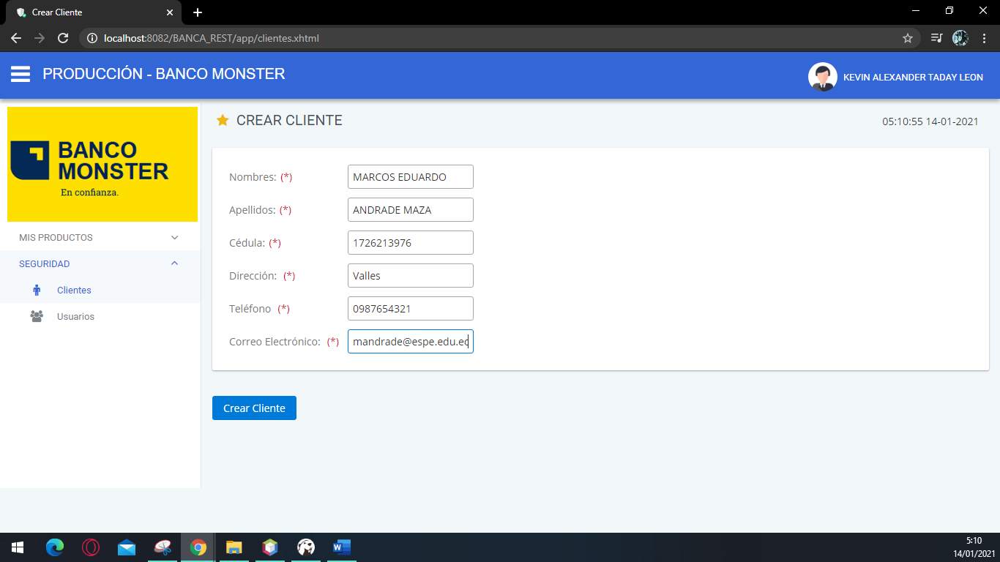 Crear Cliente
localhost:8082/BANCA_REST/app/clientes.xhtml
PRODUCCIÓN - BANCO MONSTER
KEVIN ALEXANDER TADAY LEON
BANCO
MONSTER
En confianza.
MIS PRODUCTOS
SEGURIDAD
Clientes
Usuarios
CREAR CLIENTE
05:10:55 14-01-2021
Nombres: (*) MARCOS EDUARDO
Apellidos: (*) ANDRADE MAZA
Cédula: (*) 1726213976
Dirección: (*) Valles
Teléfono (*) 0987654321
Correo Electrónico: (*) mandrade@espe.edu.ec
Crear Cliente
5:10
14/01/2021